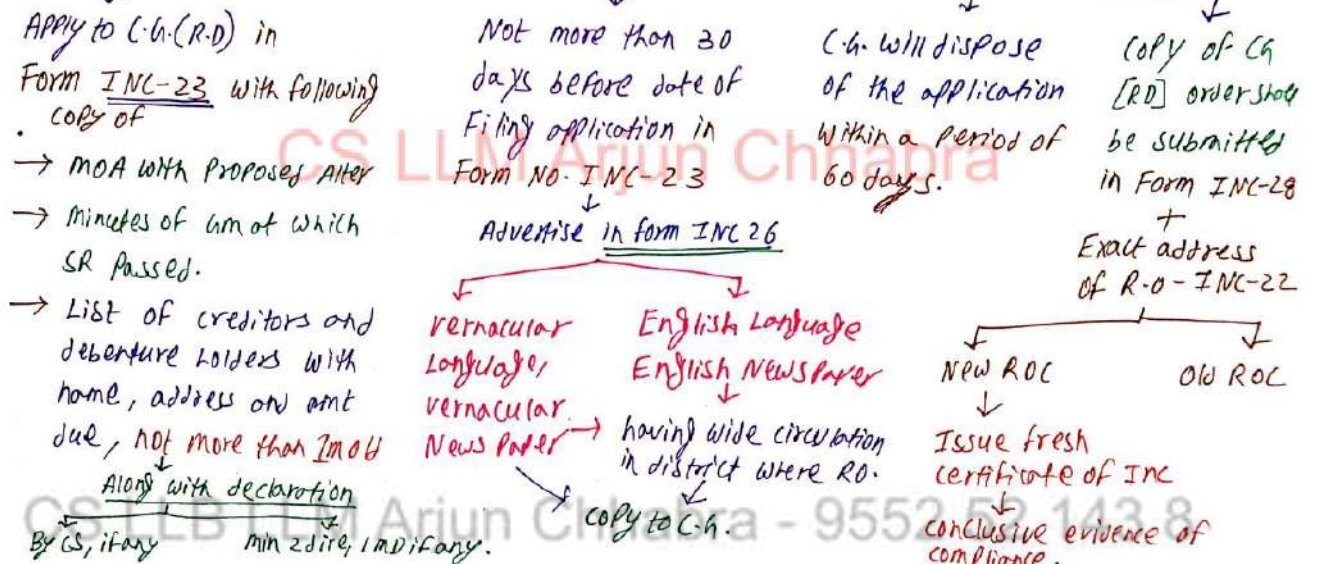 Apply to C.G.(R.D) in
Form INC-23 with following
copy of
→ MOA with Proposed Alter
→ Minutes of GM at which
SR Passed.
→ List of creditors and
debenture holders with
name, address and amt
due, not more than 1mold
Along with declaration
By CS, if any
min 2 dire, 1 MD if any.
Not more than 30
days before date of
Filing application in
Form No. INC-23
Advertise in form INC 26
vernacular
Language,
vernacular
News Paper
English Language
English News Paper
having wide circulation
in district where RO.
copy to C.G.
C.G. will dispose
of the application
within a period of
60 days.
copy of CG
[RD] order shall
be submitted
in Form INC-28
+
Exact address
of R.O - INC-22
New ROC
Old ROC
Issue fresh
certificate of Inc
conclusive evidence of
compliance.
CS LLM Arjun Chhabra
CS LLB LLM Arjun Chhabra - 9552 52 143 8